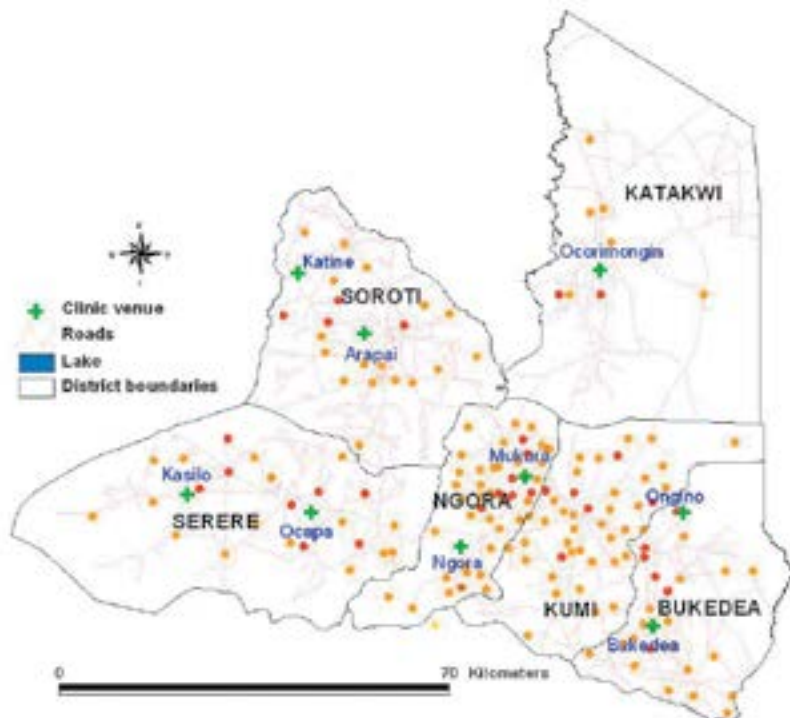 KATAKWI
Ocorimongin
Katine
SOROTI
Clinic venue
Roads
Arapai
Lake
District boundaries
Kasilo
Mukura
NGORA
Ongino
SERERE
Ocapa
Ngora
KUMI
BUKEDEA
Bukedea
0
70 Kilometers